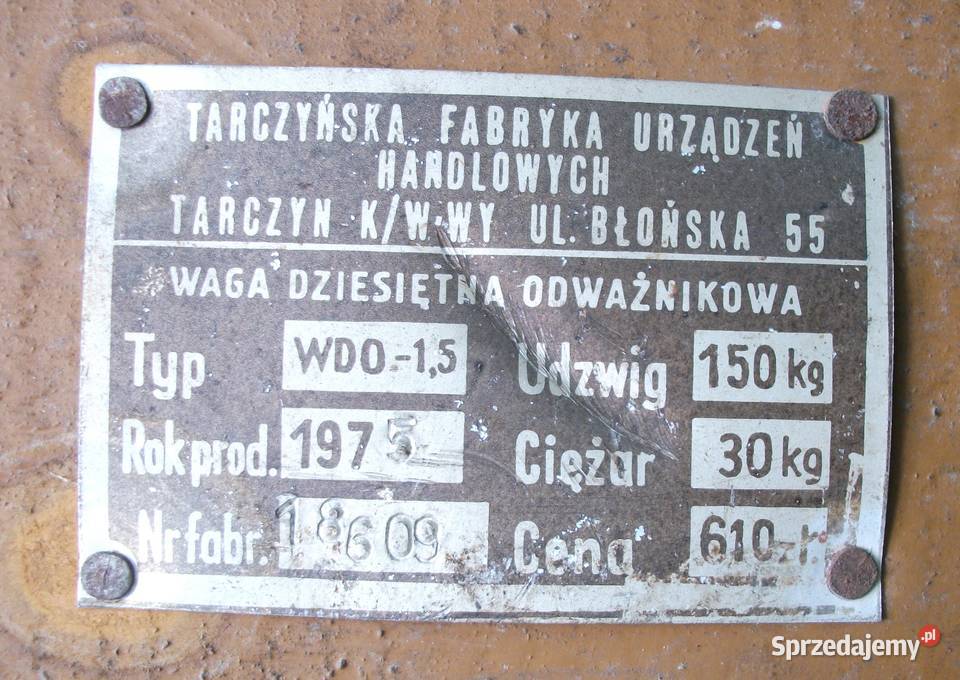 TARCZYŃSKA FABRYKA URZĄDZEŃ
HANDLOWYCH
TARCZYN K/W-WY UL. BŁOŃSKA 55
WAGA DZIESIĘTNA ODWAŻNIKOWA
Typ WDO-1,5 Udzwig 150 kg
Rok prod. 1975 Ciężar 30 kg
Nr fabr. 18609 Cena 610 zł
Sprzedajemy.pl